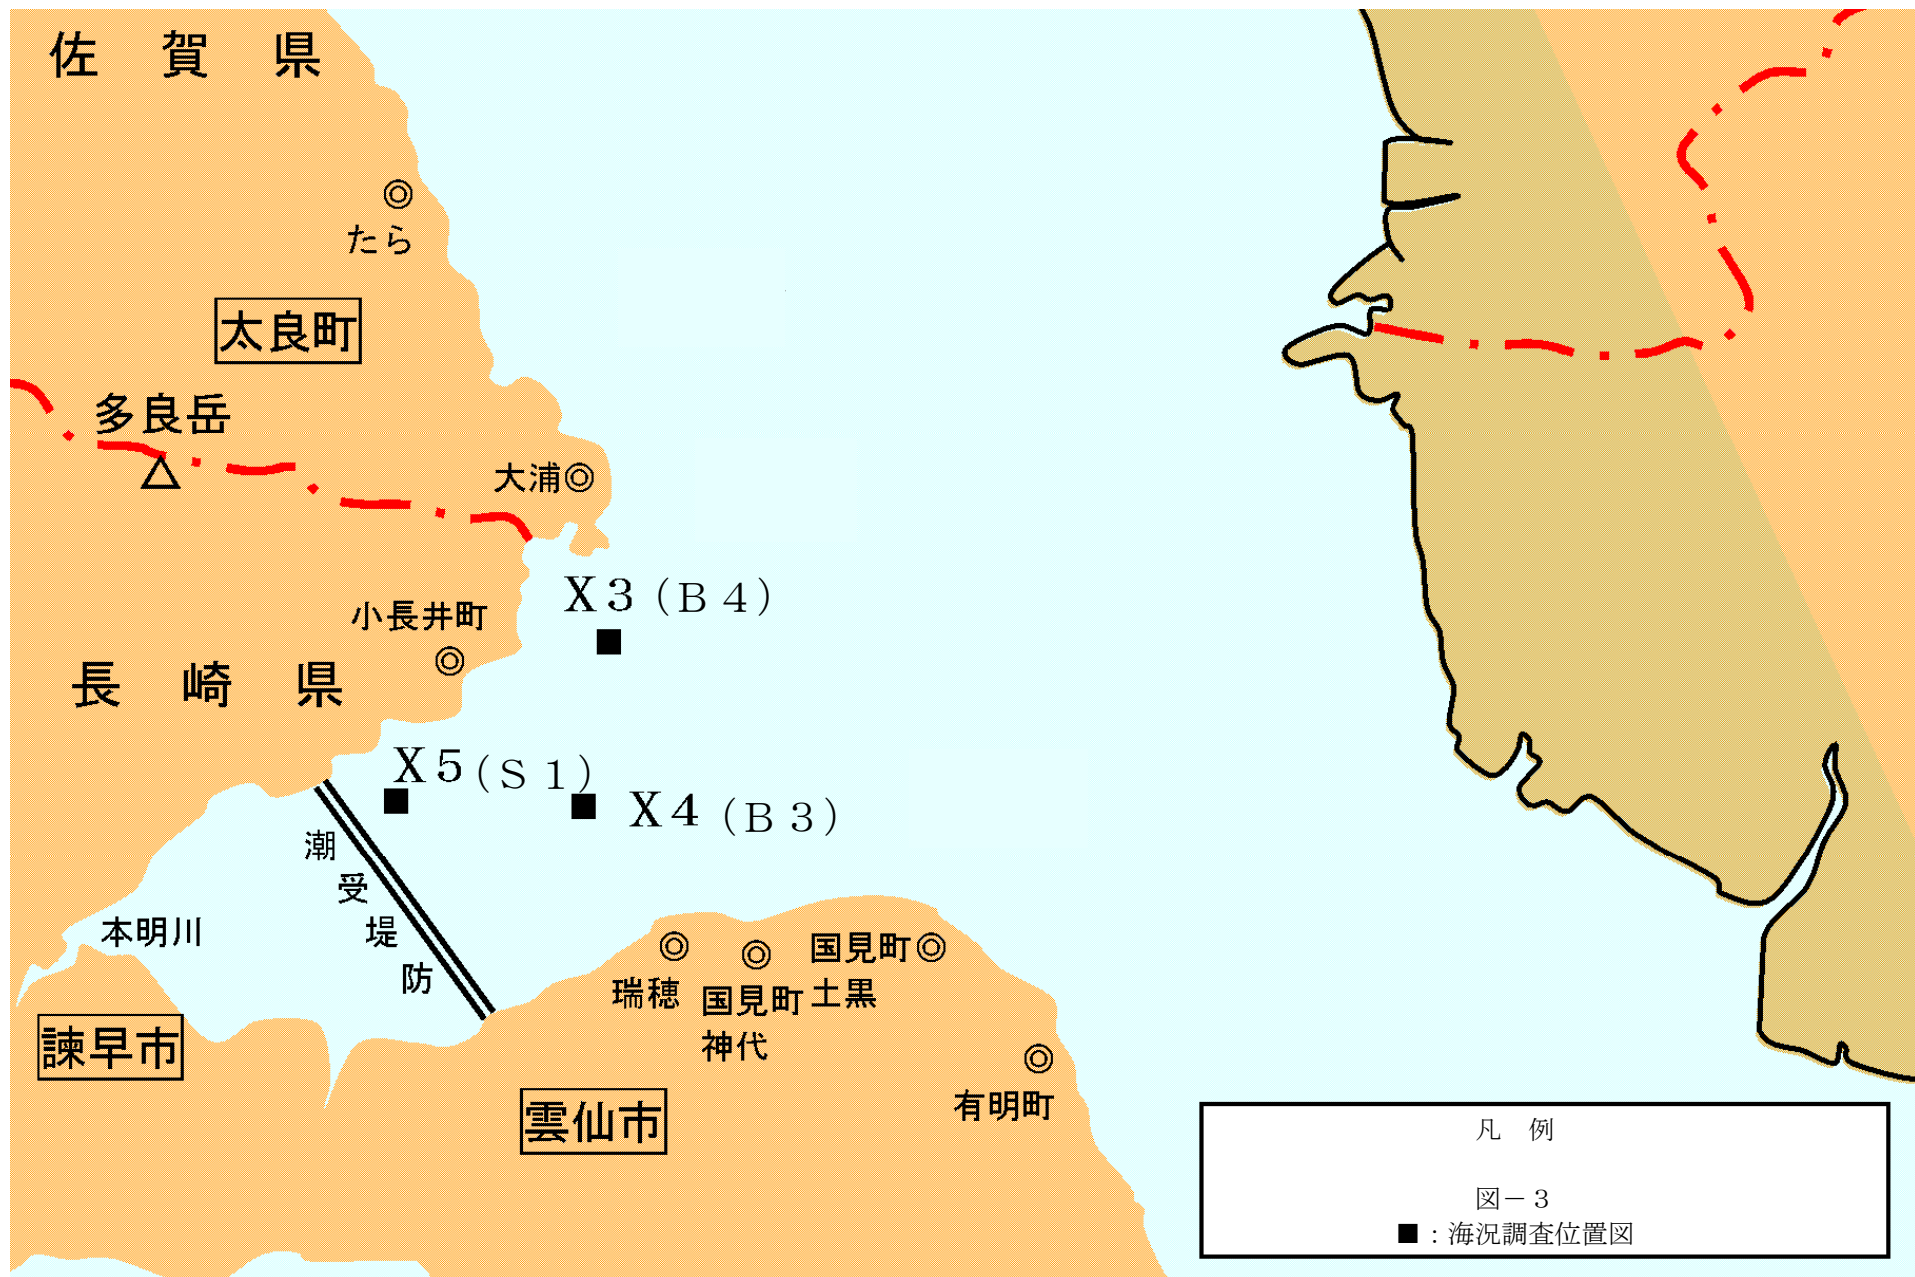 佐賀県
たら
太良町
多良岳
大浦◎
X3(B4)
小長井町
長崎県
X5(S1)
X4(B3)
潮受堤防
本明川
瑞穂
国見町
神代
国見町
土黒
有明町
諫早市
雲仙市
凡 例
図-3
■:海況調査位置図